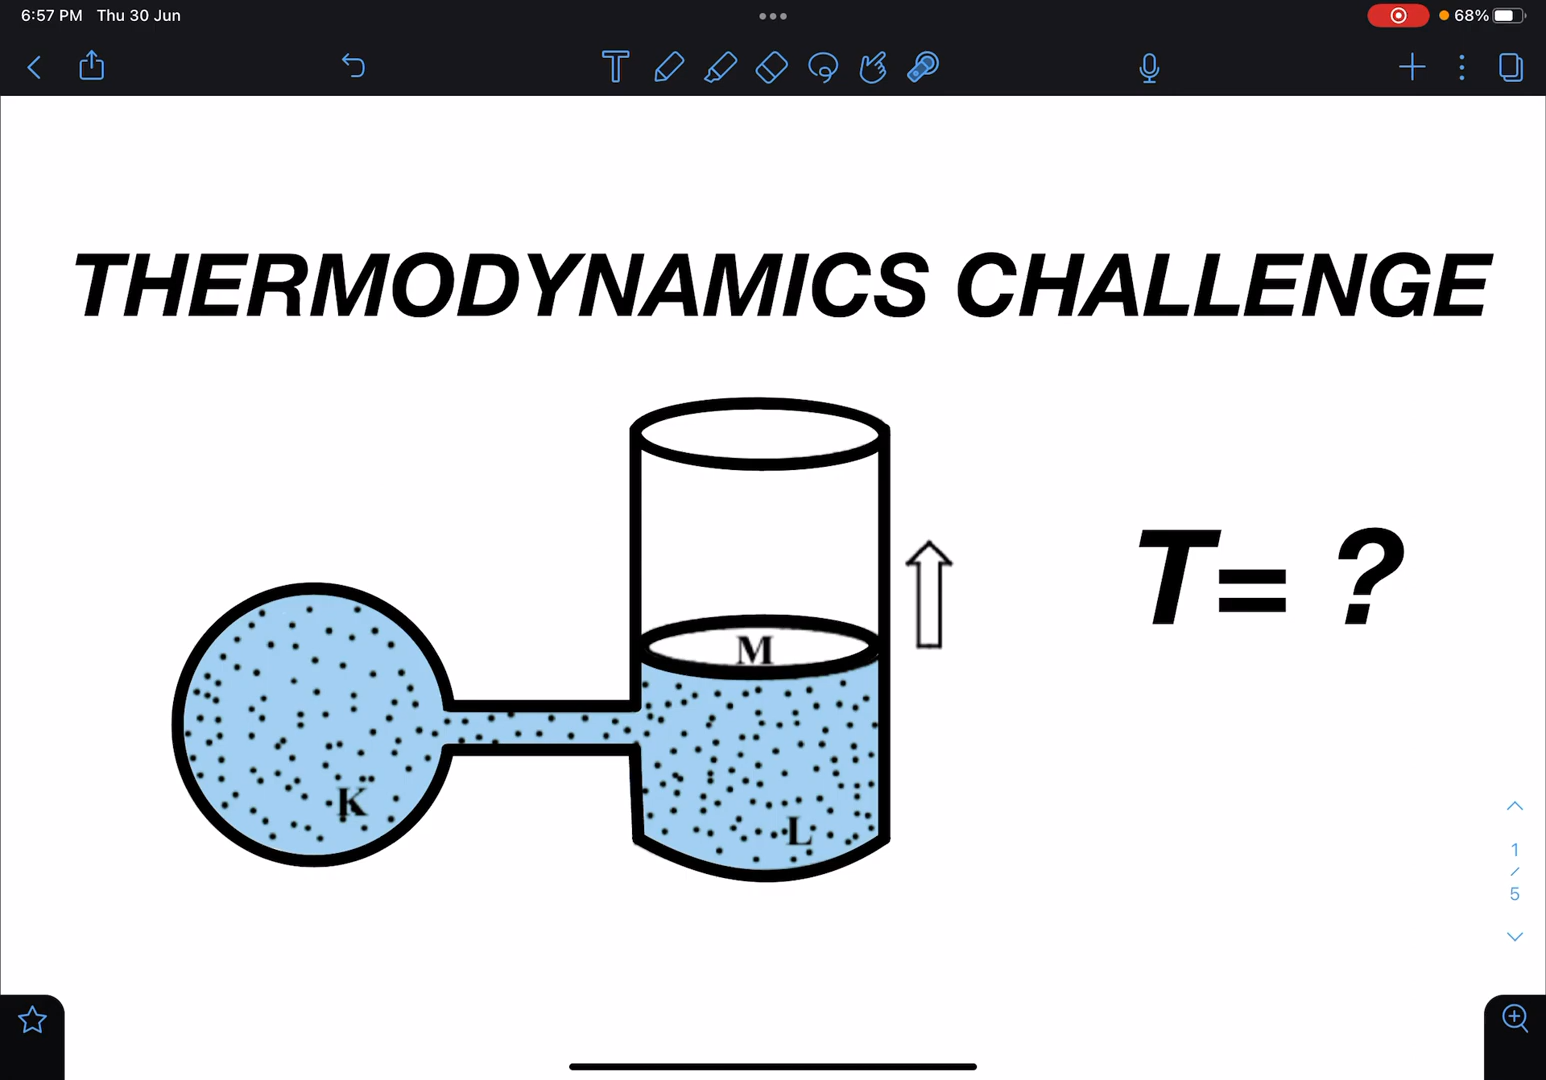 6:57 PM Thu 30 Jun
68%
THERMODYNAMICS CHALLENGE
T= ?
M
K
L
1
/
5